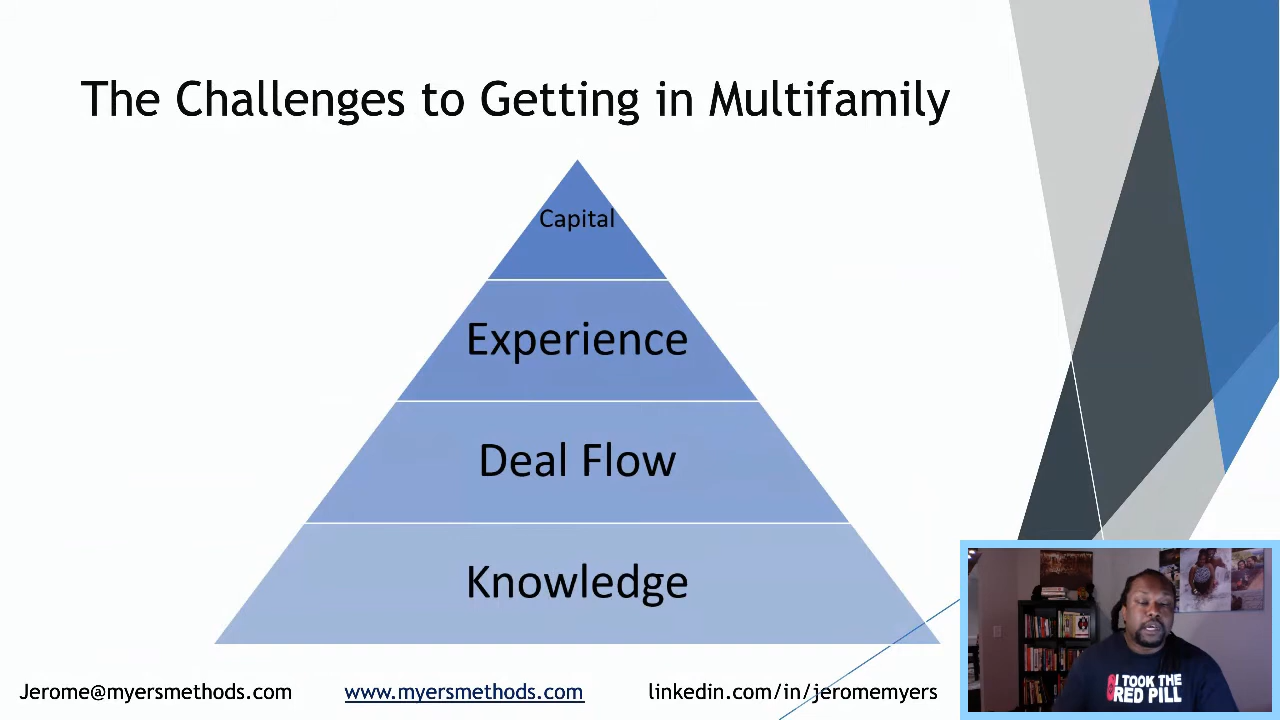 The Challenges to Getting in Multifamily
Capital
Experience
Deal Flow
Knowledge
Jerome@myersmethods.com
www.myersmethods.com
linkedin.com/in/jeromemyers
I TOOK THE
RED PILL